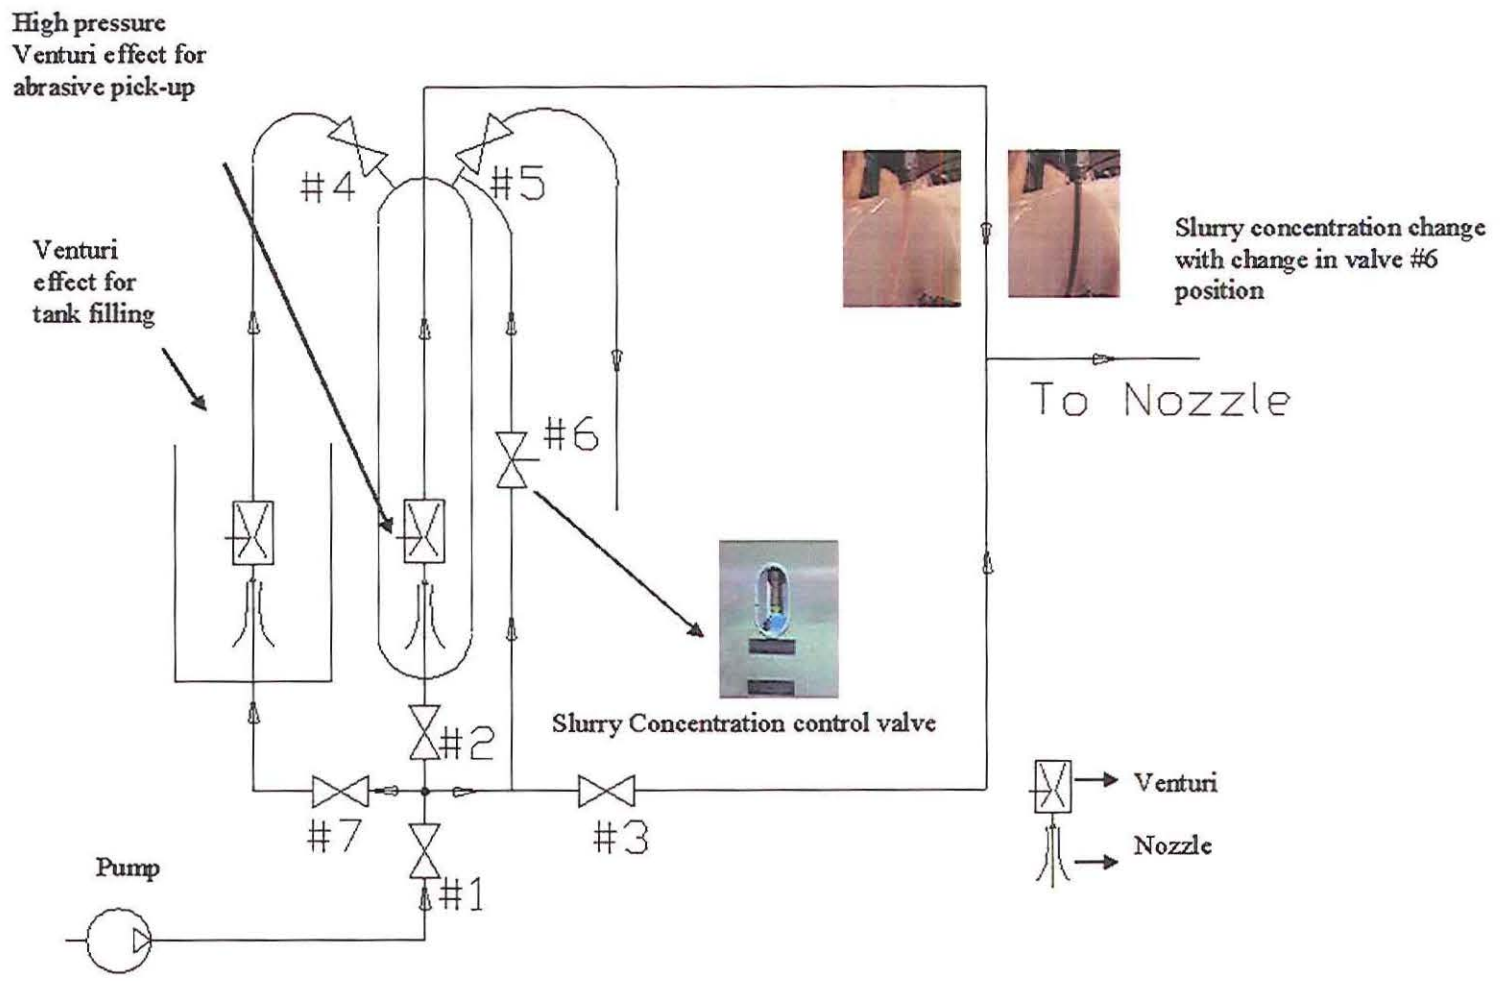 High pressure
Venturi effect for
abrasive pick-up
#4
#5
Venturi
effect for
tank filling
Slurry concentration change
with change in valve #6
position
To Nozzle
#6
Slurry Concentration control valve
#2
#7
#3
Venturi
Nozzle
Pump
#1